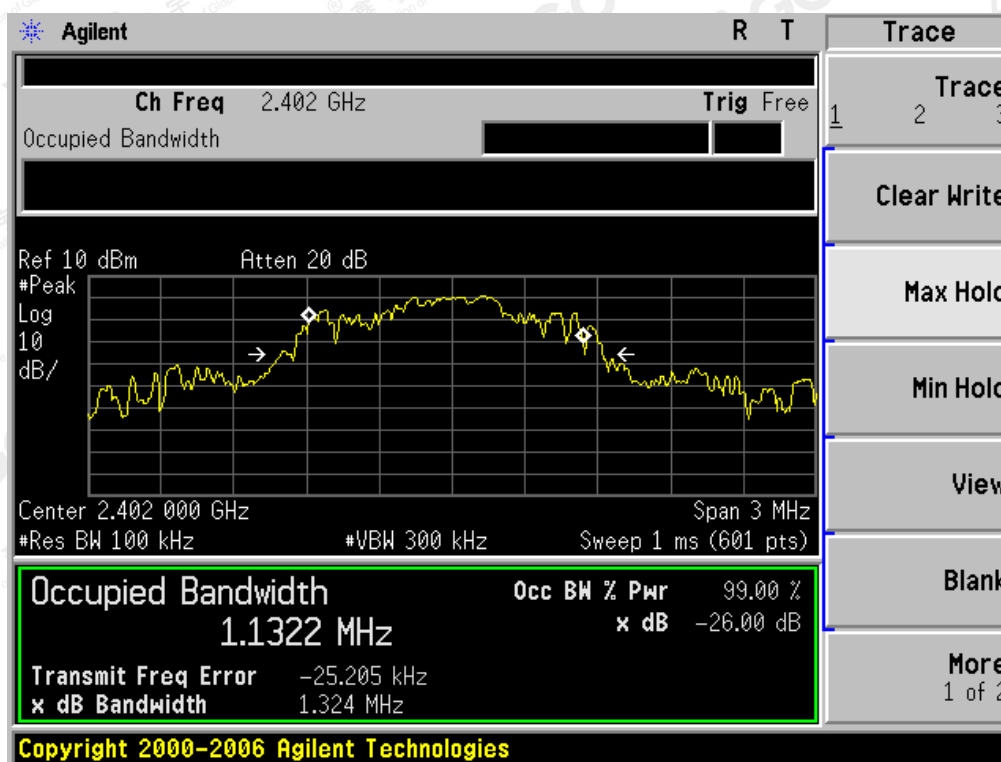 Agilent R T Trace
Ch Freq 2.402 GHz Trig Free
Occupied Bandwidth
Trace
1 2
Clear Write
Ref 10 dBm Atten 20 dB
#Peak
Log
10
dB/
Max Hold
Min Hold
View
Center 2.402 000 GHz Span 3 MHz
#Res BW 100 kHz #VBW 300 kHz Sweep 1 ms (601 pts)
Occupied Bandwidth Occ BW % Pwr 99.00 %
1.1322 MHz x dB -26.00 dB
Transmit Freq Error -25.205 kHz
x dB Bandwidth 1.324 MHz
Blank
More
1 of 2
Copyright 2000-2006 Agilent Technologies